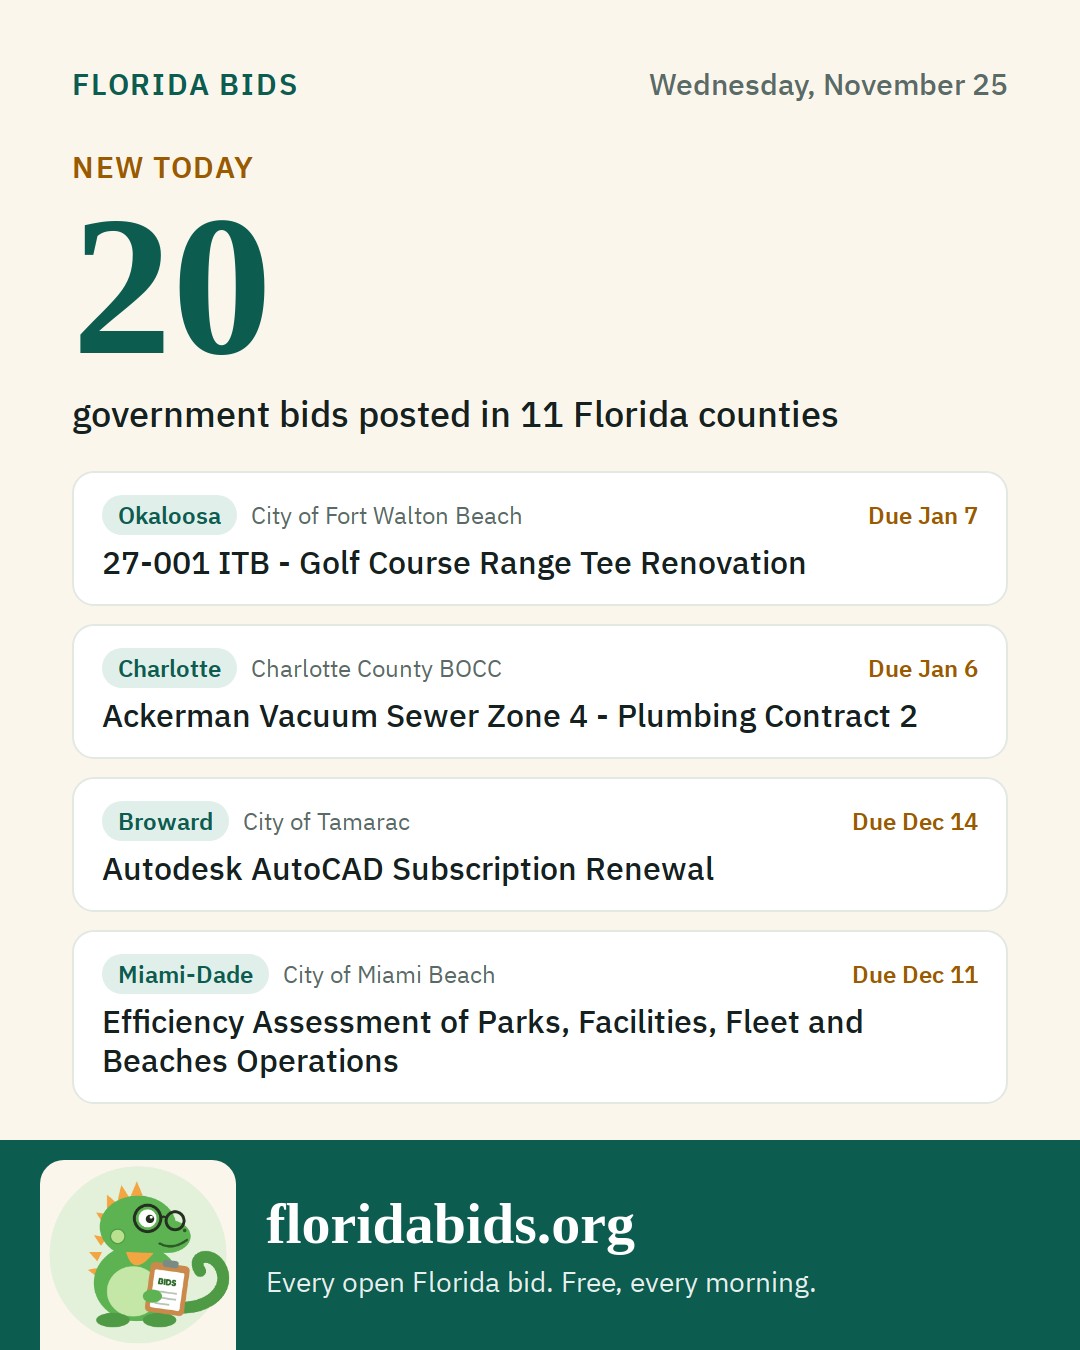 FLORIDA BIDS
Wednesday, November 25
NEW TODAY
20
government bids posted in 11 Florida counties
Okaloosa City of Fort Walton Beach Due Jan 7
27-001 ITB - Golf Course Range Tee Renovation
Charlotte Charlotte County BOCC Due Jan 6
Ackerman Vacuum Sewer Zone 4 - Plumbing Contract 2
Broward City of Tamarac Due Dec 14
Autodesk AutoCAD Subscription Renewal
Miami-Dade City of Miami Beach Due Dec 11
Efficiency Assessment of Parks, Facilities, Fleet and
Beaches Operations
BIDS
floridabids.org
Every open Florida bid. Free, every morning.